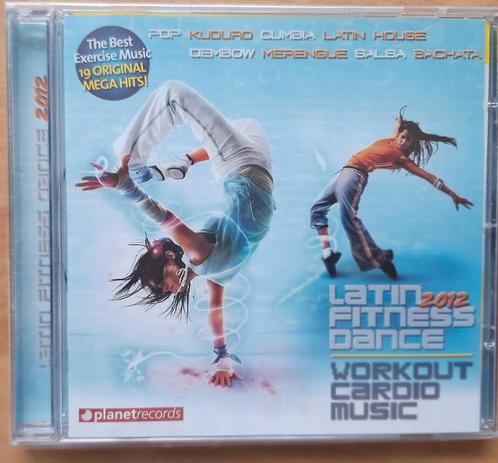 The Best
Exercise Music
19 ORIGINAL
MEGA HITS!
POP KUDURO CUMBIA LATIN HOUSE
DEMBOW MERENGUE SALSA BACHATA
LATIN FITNESS DANCE 2012
LATIN 2012
FITNESS
DANCE
WORKOUT
CARDIO
MUSIC
planetrecords